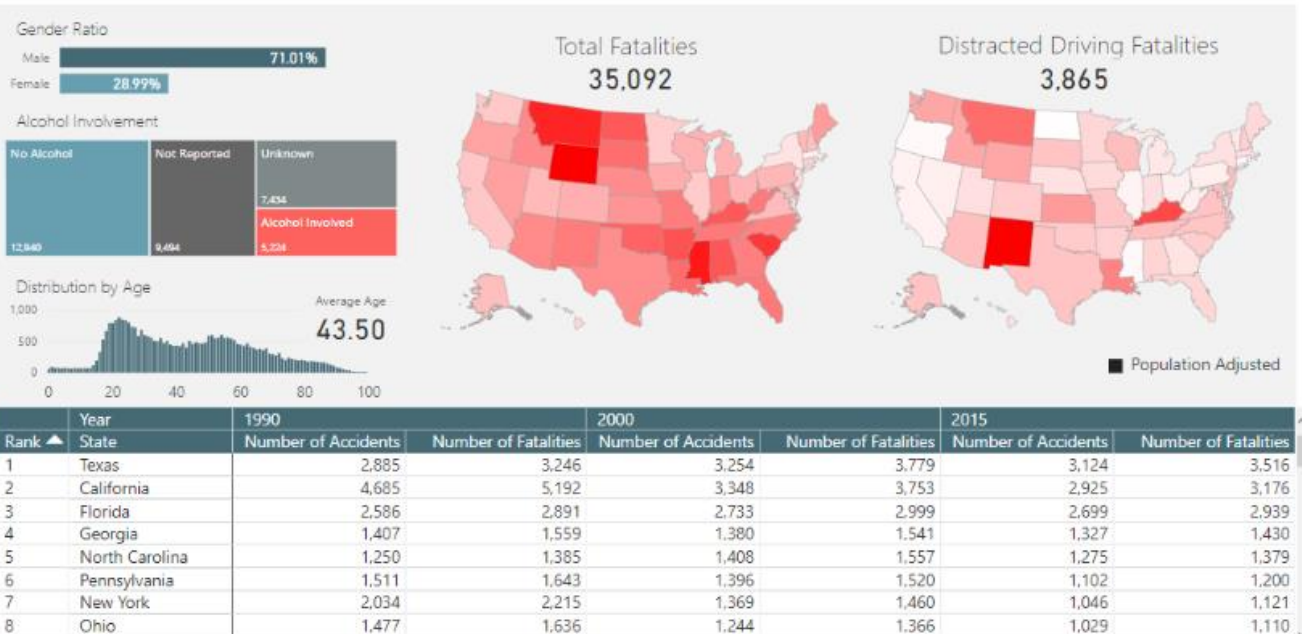 Gender Ratio
Male 71.01%
Female 28.99%
Alcohol Involvement
No Alcohol Not Reported Unknown
7,434
Alcohol Involved
12,840 9,494 5,224
Distribution by Age
Average Age
43.50
1,000
500
0
0 20 40 60 80 100
Total Fatalities
35,092
Distracted Driving Fatalities
3,865
Population Adjusted
Year 1990 2000 2015
Rank State Number of Accidents Number of Fatalities Number of Accidents Number of Fatalities Number of Accidents Number of Fatalities
1 Texas 2,885 3,246 3,254 3,779 3,124 3,516
2 California 4,685 5,192 3,348 3,753 2,925 3,176
3 Florida 2,586 2,891 2,733 2,999 2,699 2,939
4 Georgia 1,407 1,559 1,380 1,541 1,327 1,430
5 North Carolina 1,250 1,385 1,408 1,557 1,275 1,379
6 Pennsylvania 1,511 1,643 1,396 1,520 1,102 1,200
7 New York 2,034 2,215 1,369 1,460 1,046 1,121
8 Ohio 1,477 1,636 1,244 1,366 1,029 1,110